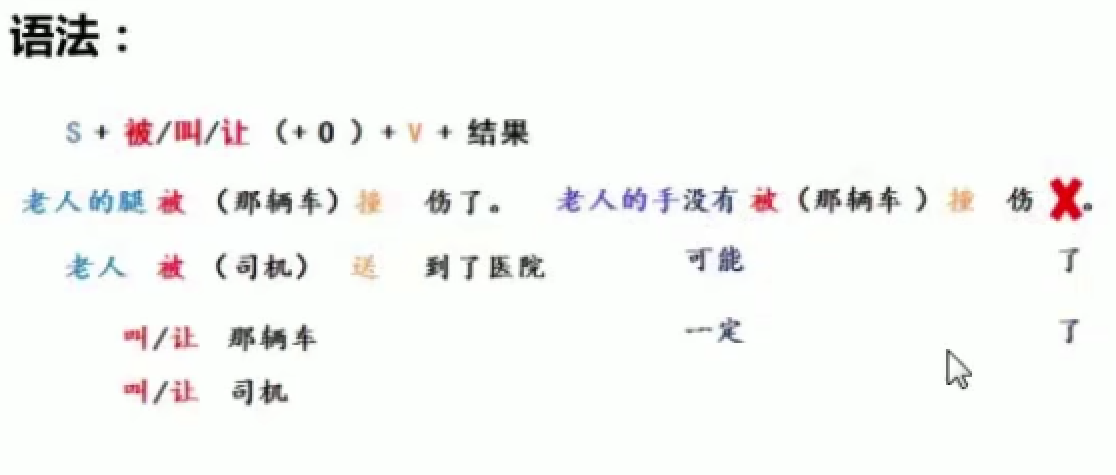 语法：
S + 被/叫/让 （+ O ）+ V + 结果
老人的腿 被 （那辆车）撞 伤了。 老人的手没有 被（那辆车 ）撞 伤 X。
老人 被 （司机） 送 到了医院 可能 了
叫/让 那辆车 一定 了
叫/让 司机